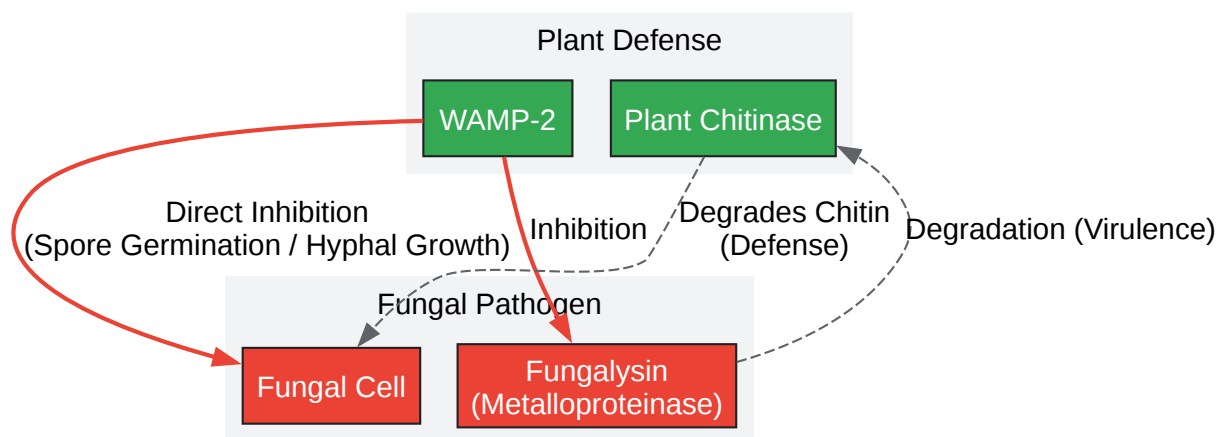 Plant Defense
WAMP-2
Plant Chitinase
Direct Inhibition
(Spore Germination / Hyphal Growth)
Inhibition
Degrades Chitin
(Defense)
Degradation (Virulence)
Fungal Pathogen
Fungal Cell
Fungalysin
(Metalloproteinase)